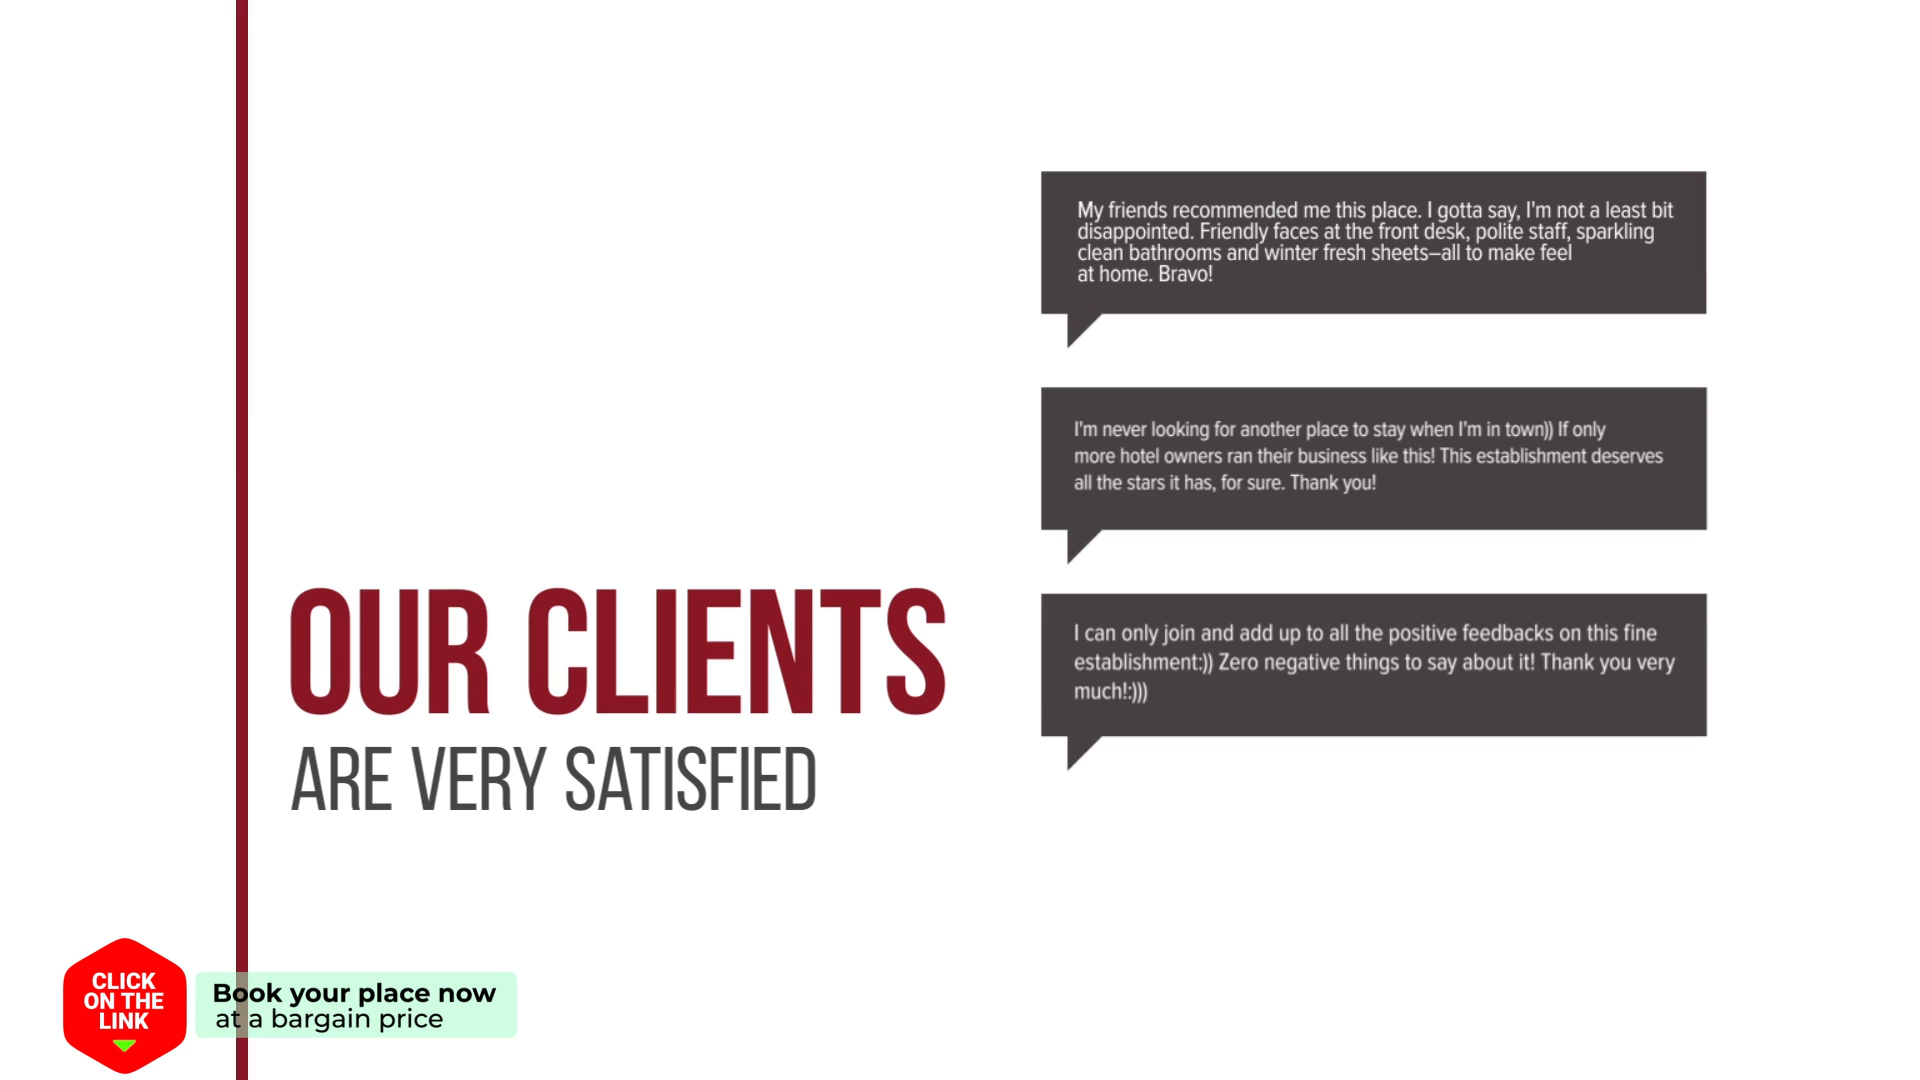 My friends recommended me this place. I gotta say, I'm not a least bit
disappointed. Friendly faces at the front desk, polite staff, sparkling
clean bathrooms and winter fresh sheets—all to make feel
at home. Bravo!
I'm never looking for another place to stay when I'm in town)) If only
more hotel owners ran their business like this! This establishment deserves
all the stars it has, for sure. Thank you!
I can only join and add up to all the positive feedbacks on this fine
establishment:)) Zero negative things to say about it! Thank you very
much!:)))
OUR CLIENTS
ARE VERY SATISFIED
CLICK
ON THE
LINK
Book your place now
at a bargain price